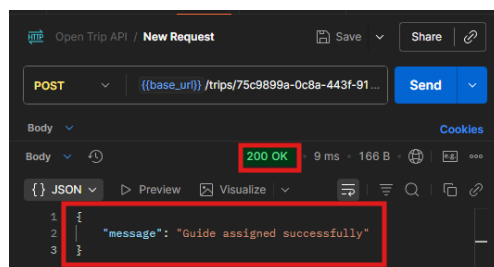 HTTP Open Trip API / New Request Save Share
POST {{base_url}} /trips/75c9899a-0c8a-443f-91... Send
Body Cookies
Body 200 OK • 9 ms • 166 B e.g.
{} JSON Preview Visualize
1 {
2 "message": "Guide assigned successfully"
3 }